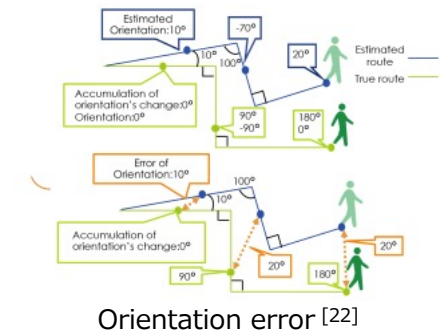 Estimated
Orientation:10°
-70°
10°
100°
20°
Estimated
route
True route
Accumulation of
orientation's change:0°
Orientation:0°
90°
-90°
180°
0°
Error of
Orientation:10°
100°
10°
Accumulation of
orientation's change:0°
90°
20°
180°
20°
Orientation error [22]